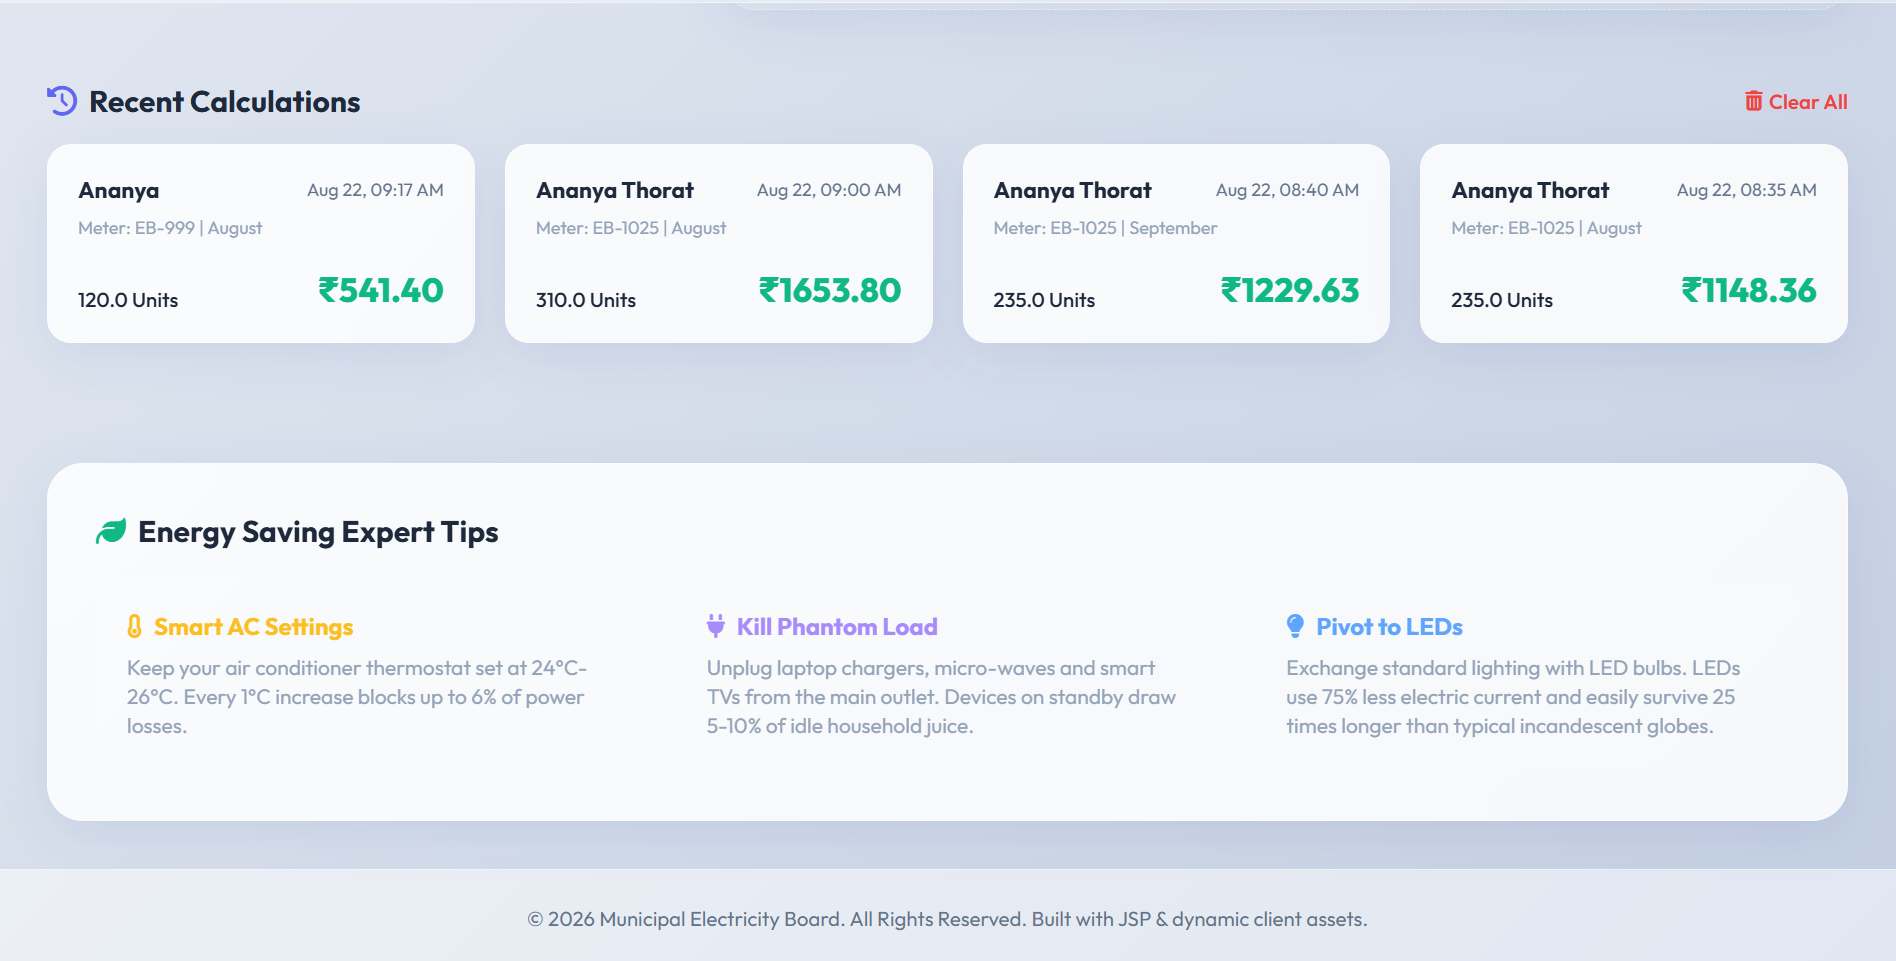 Recent Calculations
Clear All
Ananya
Aug 22, 09:17 AM
Meter: EB-999 | August
120.0 Units
₹541.40
Ananya Thorat
Aug 22, 09:00 AM
Meter: EB-1025 | August
310.0 Units
₹1653.80
Ananya Thorat
Aug 22, 08:40 AM
Meter: EB-1025 | September
235.0 Units
₹1229.63
Ananya Thorat
Aug 22, 08:35 AM
Meter: EB-1025 | August
235.0 Units
₹1148.36
Energy Saving Expert Tips
Smart AC Settings
Keep your air conditioner thermostat set at 24°C-
26°C. Every 1°C increase blocks up to 6% of power
losses.
Kill Phantom Load
Unplug laptop chargers, micro-waves and smart
TVs from the main outlet. Devices on standby draw
5-10% of idle household juice.
Pivot to LEDs
Exchange standard lighting with LED bulbs. LEDs
use 75% less electric current and easily survive 25
times longer than typical incandescent globes.
© 2026 Municipal Electricity Board. All Rights Reserved. Built with JSP & dynamic client assets.